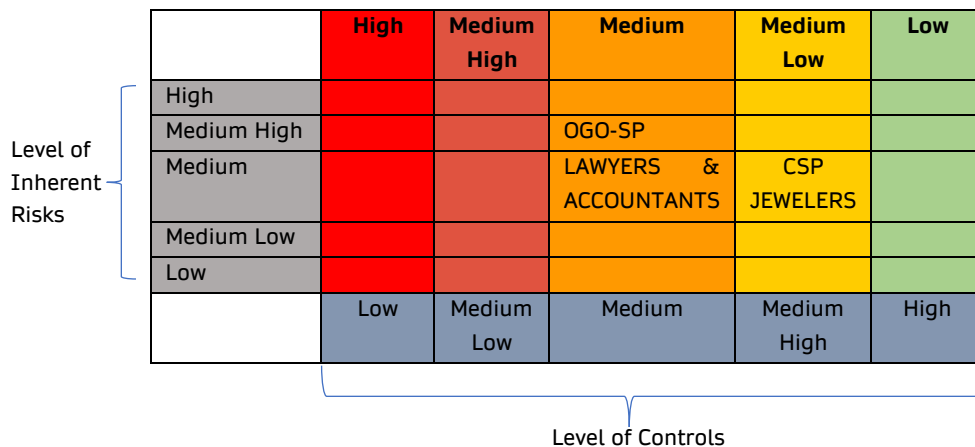 High Medium High Medium Medium Low Low
High
Medium High OGO-SP
Level of Inherent Risks
Medium LAWYERS & ACCOUNTANTS CSP JEWELERS
Medium Low
Low
Low Medium Low Medium Medium High High
Level of Controls